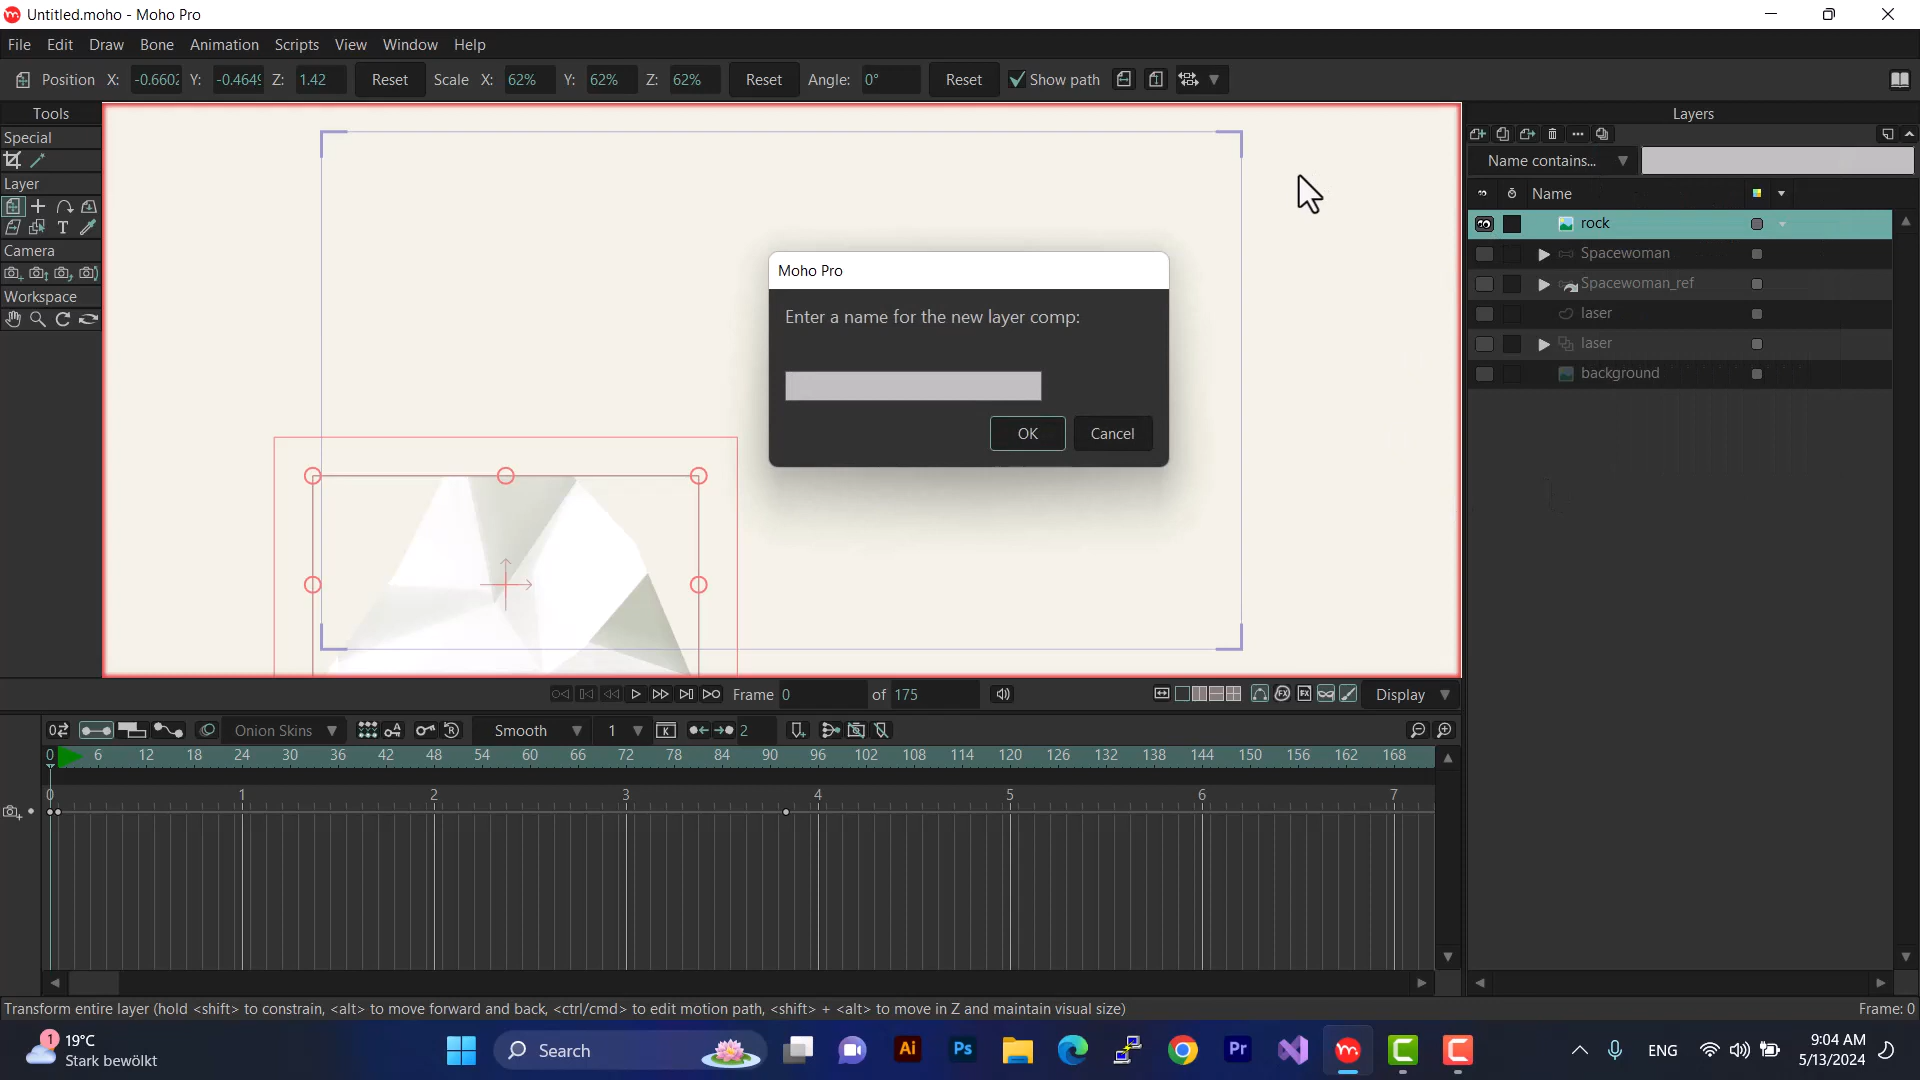 Untitled.moho - Moho Pro
File Edit Draw Bone Animation Scripts View Window Help
Position X: -0.6602 Y: -0.4649 Z: 1.42 Reset Scale X: 62% Y: 62% Z: 62% Reset Angle: 0° Reset Show path
Tools
Special
Layer
T
Camera
Workspace
Layers
Name contains...
Name
rock
Spacewoman
Spacewoman_ref
laser
laser
background
Moho Pro
Enter a name for the new layer comp:
OK Cancel
Frame 0 of 175 Display
Onion Skins Smooth 1 2
0 6 12 18 24 30 36 42 48 54 60 66 72 78 84 90 96 102 108 114 120 126 132 138 144 150 156 162 168
0 1 2 3 4 5 6 7
Transform entire layer (hold <shift> to constrain, <alt> to move forward and back, <ctrl/cmd> to edit motion path, <shift> + <alt> to move in Z and maintain visual size) Frame: 0
1 19°C
Stark bewölkt
Search
Ai Ps Pr
ENG
9:04 AM
5/13/2024